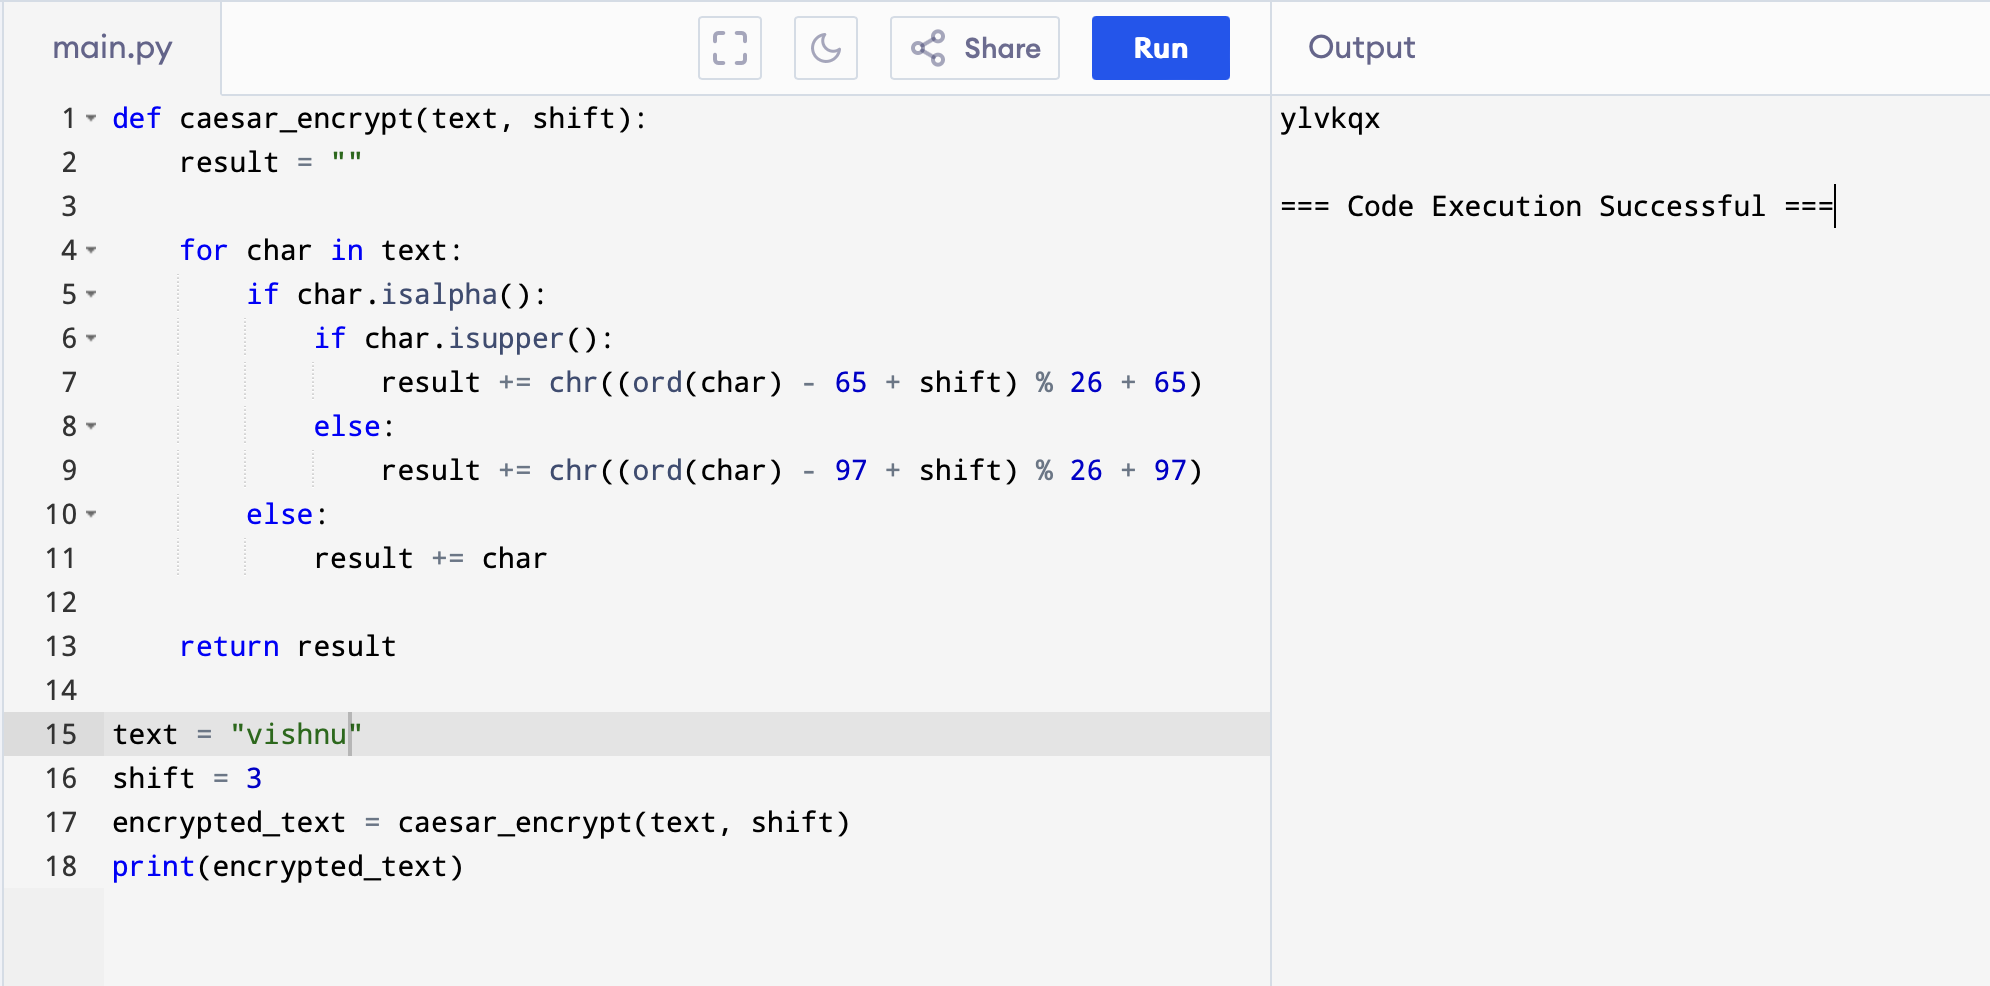 main.py
Share
Run
Output
1 def caesar_encrypt(text, shift):
2     result = ""
3
4     for char in text:
5         if char.isalpha():
6             if char.isupper():
7                 result += chr((ord(char) - 65 + shift) % 26 + 65)
8             else:
9                 result += chr((ord(char) - 97 + shift) % 26 + 97)
10         else:
11             result += char
12
13     return result
14
15 text = "vishnu"
16 shift = 3
17 encrypted_text = caesar_encrypt(text, shift)
18 print(encrypted_text)
ylvkqx
=== Code Execution Successful ===